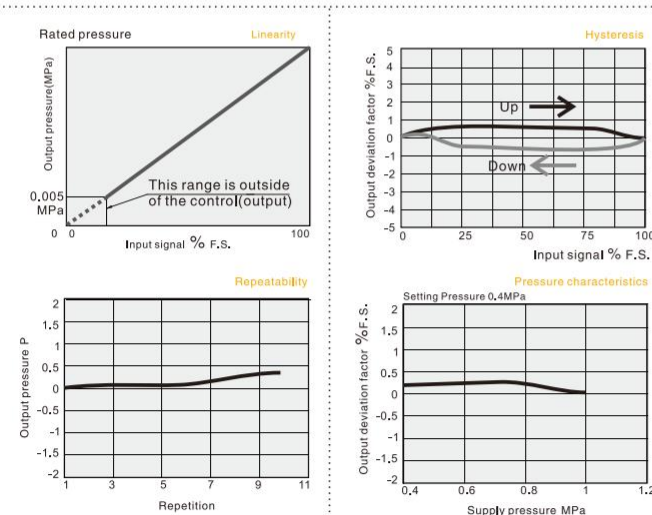 Rated pressure
Linearity
Output pressure(MPa)
0.005
MPa
This range is outside
of the control(output)
0
0
100
Input signal % F.S.
Hysteresis
Output deviation factor %F.S.
5
4
3
2
1
0
-1
-2
-3
-4
-5
Up
Down
0
25
50
75
100
Input signal % F.S.
Repeatability
Output pressure P
2
1.5
1
0.5
0
-0.5
-1
-1.5
-2
1
3
5
7
9
11
Repetition
Pressure characteristics
Setting Pressure 0.4MPa
Output deviation factor %F.S.
2
1.5
1
0.5
0
-0.5
-1
-1.5
-2
0.4
0.6
0.8
1
1.2
Supply pressure MPa